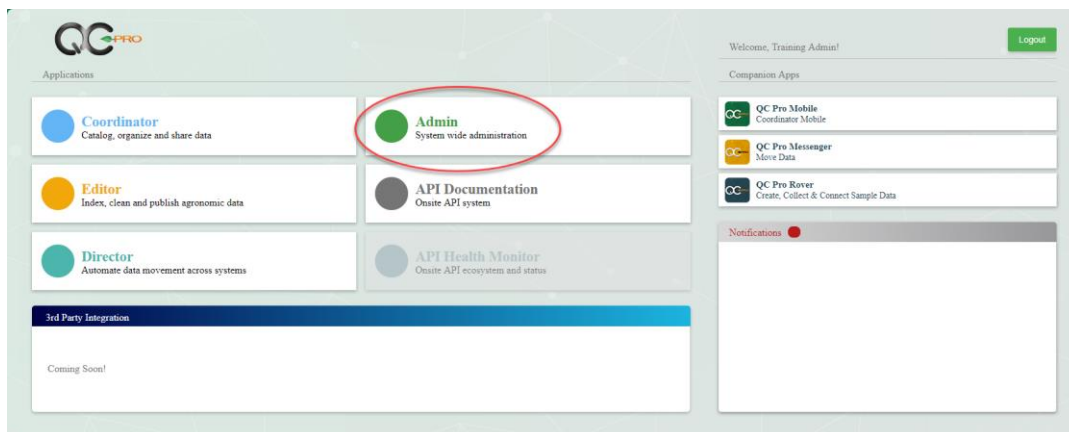 QC PRO
Applications
Coordinator
Catalog, organize and share data
Admin
System wide administration
Editor
Index, clean and publish agronomic data
API Documentation
Onsite API system
Director
Automate data movement across systems
API Health Monitor
Onsite API ecosystem and status
3rd Party Integration
Coming Soon!
Welcome, Training Admin!
Logout
Companion Apps
QC
QC Pro Mobile
Coordinator Mobile
QC
QC Pro Messenger
Move Data
QC
QC Pro Rover
Create, Collect & Connect Sample Data
Notifications